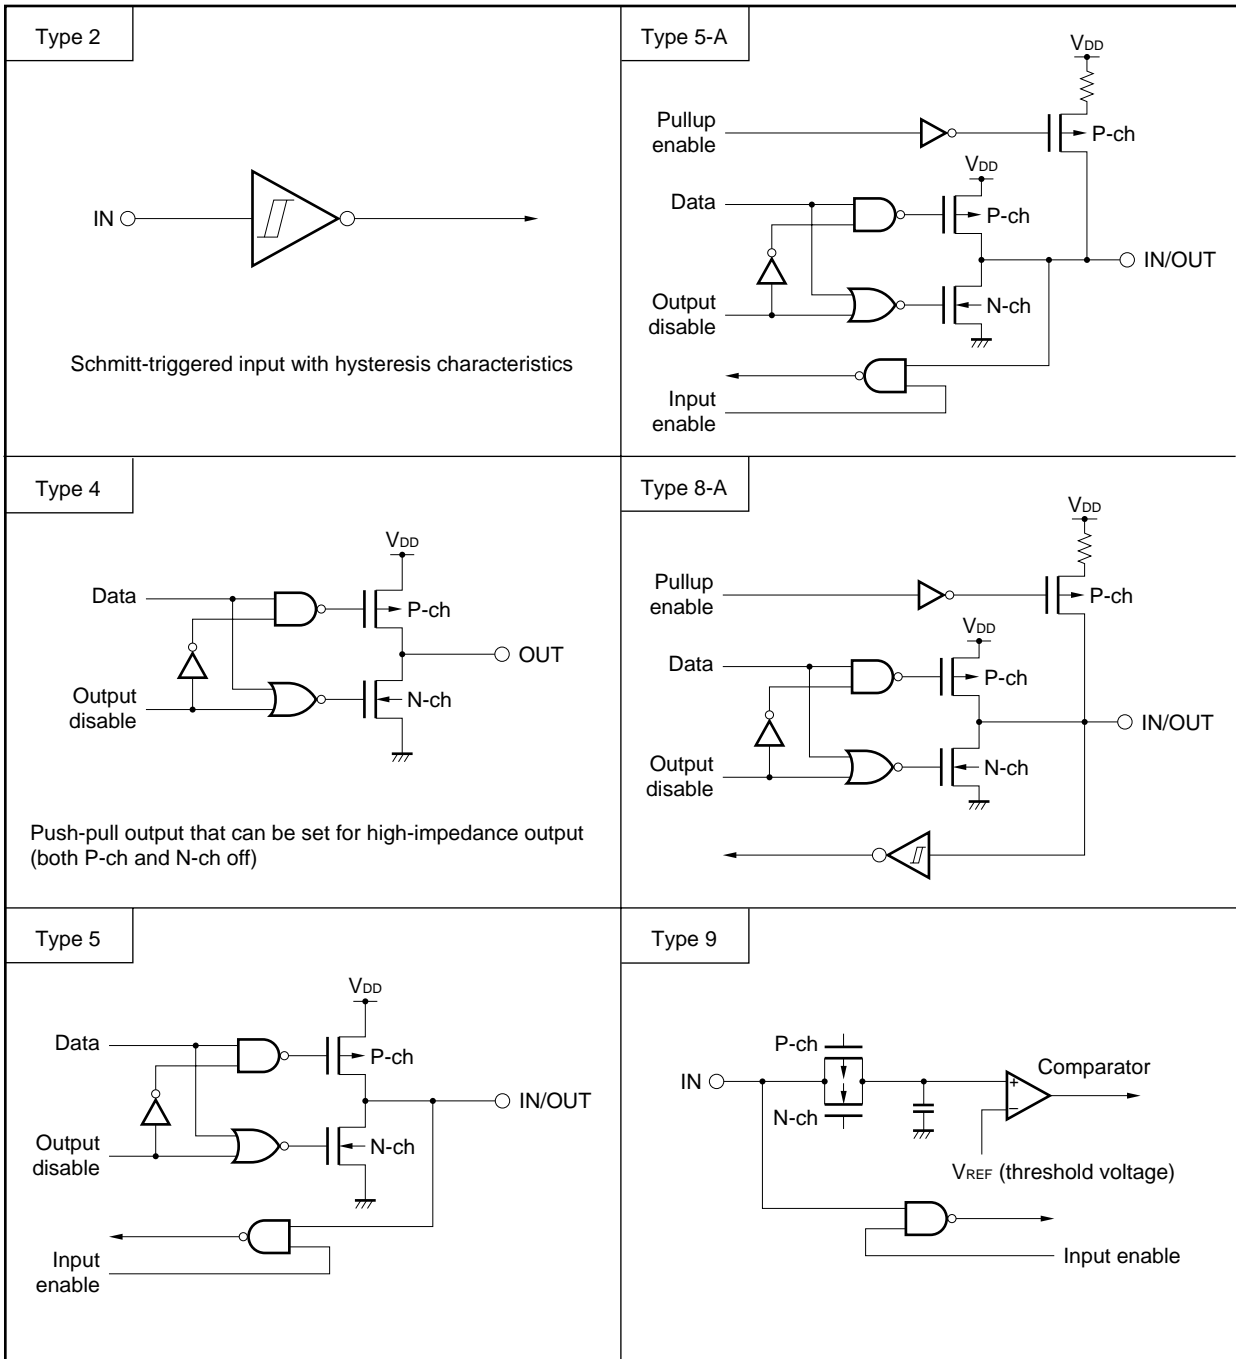 Type 2
IN
Schmitt-triggered input with hysteresis characteristics
Type 5-A
VDD
Pullup
enable
P-ch
VDD
Data
P-ch
IN/OUT
Output
disable
N-ch
Input
enable
Type 4
VDD
Data
P-ch
OUT
Output
disable
N-ch
Push-pull output that can be set for high-impedance output
(both P-ch and N-ch off)
Type 8-A
VDD
Pullup
enable
P-ch
VDD
Data
P-ch
IN/OUT
Output
disable
N-ch
Type 5
VDD
Data
P-ch
IN/OUT
Output
disable
N-ch
Input
enable
Type 9
P-ch
Comparator
IN
+
−
N-ch
VREF (threshold voltage)
Input enable